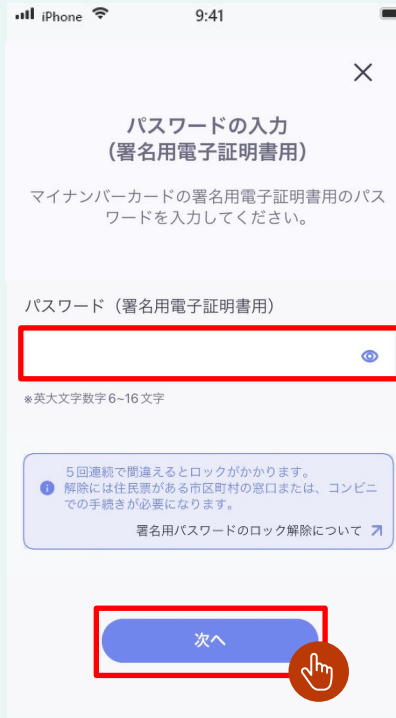 iPhone
9:41
パスワードの入力
（署名用電子証明書用）
マイナンバーカードの署名用電子証明書用のパス
ワードを入力してください。
パスワード（署名用電子証明書用）
※英大文字数字6~16文字
5回連続で間違えるとロックがかかります。
解除には住民票がある市区町村の窓口または、コンビニ
での手続きが必要になります。
署名用パスワードのロック解除について
次へ